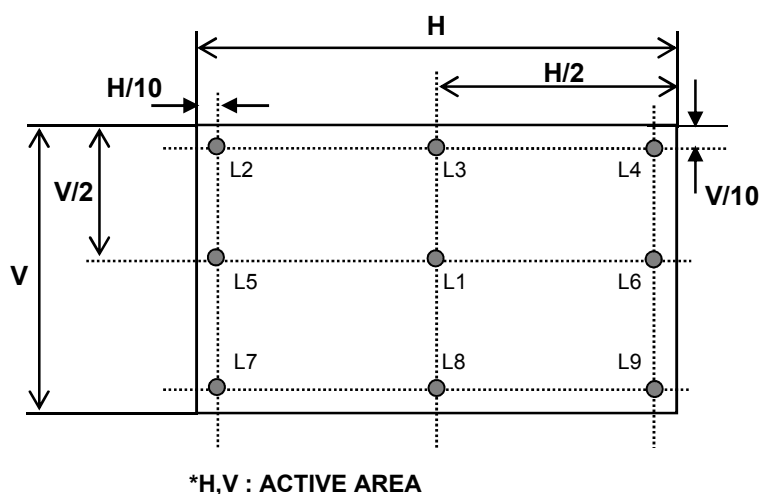 H
H/10
H/2
L2
L3
L4
V/2
V/10
V
L5
L1
L6
L7
L8
L9
*H,V : ACTIVE AREA